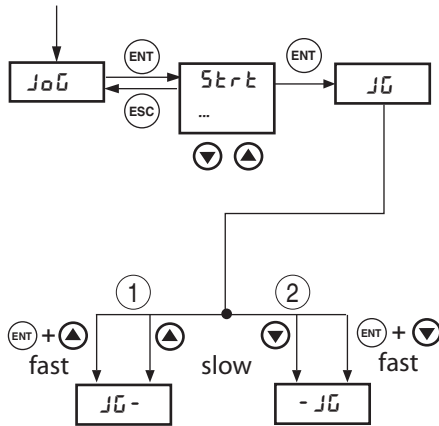 ENT
ENT
JoG
Strt
JG
ESC
...
1
2
ENT + 
ENT + 
fast
slow
fast
JG -
- JG